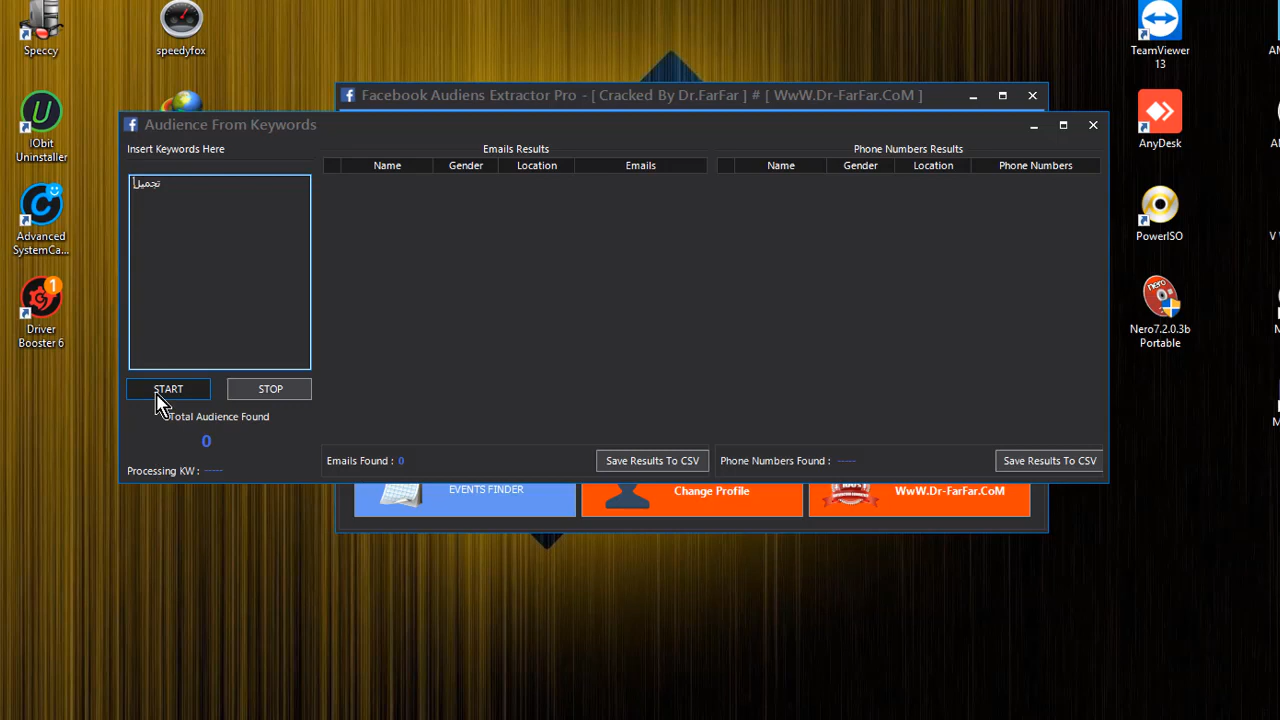 Speccy
speedyfox
TeamViewer
13
IObit
Uninstaller
AnyDesk
Advanced
SystemCa...
PowerISO
Driver
Booster 6
1
Nero7.2.0.3b
Portable
Facebook Audiens Extractor Pro - [ Cracked By Dr.FarFar ] # [ WwW.Dr-FarFar.CoM ]
Audience From Keywords
Insert Keywords Here
Emails Results
Phone Numbers Results
Name Gender Location Emails
Name Gender Location Phone Numbers
تجميل
START STOP
Total Audience Found
0
Processing KW : -----
Emails Found : 0
Save Results To CSV
Phone Numbers Found : -----
Save Results To CSV
EVENTS FINDER
Change Profile
WwW.Dr-FarFar.CoM